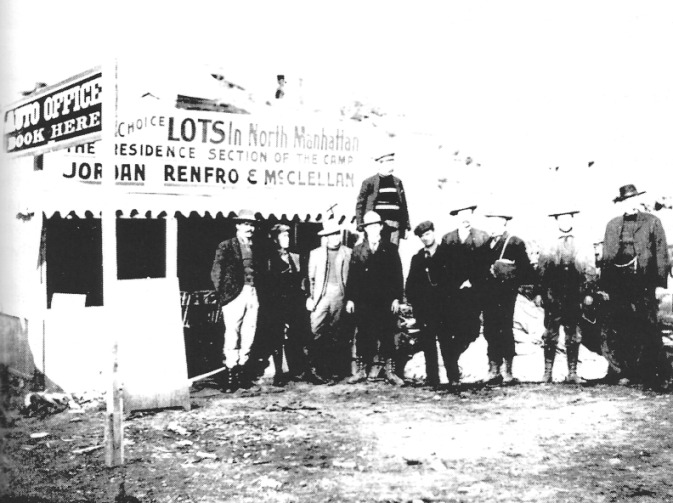 AUTO OFFICE
BOOK HERE
CHOICE LOTS In North Manhattan
THE RESIDENCE SECTION OF THE CAMP
JORDAN RENFRO & McCLELLAN